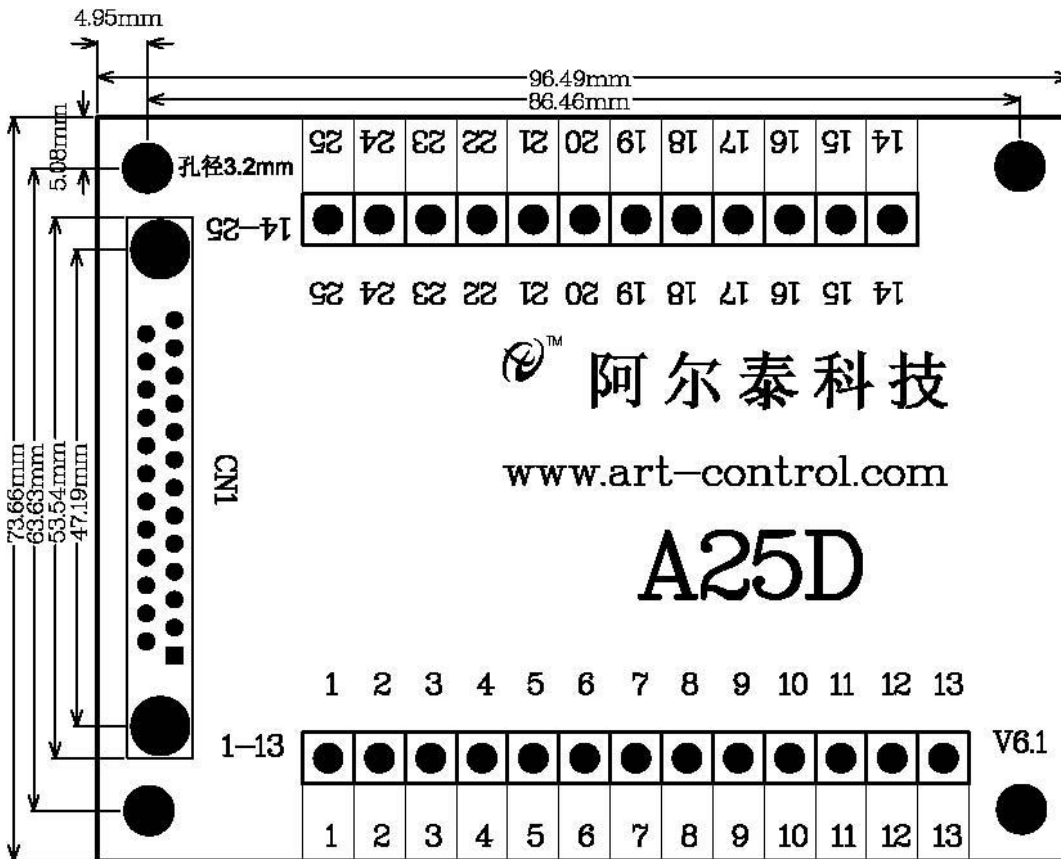 4.95mm
96.49mm
86.46mm
5.08mm
孔径3.2mm
25 24 23 22 21 20 19 18 17 16 15 14
14-25
25 24 23 22 21 20 19 18 17 16 15 14
TM
阿尔泰科技
www.art-control.com
A25D
CN1
73.66mm
63.63mm
53.54mm
47.19mm
1 2 3 4 5 6 7 8 9 10 11 12 13
1-13
V6.1
1 2 3 4 5 6 7 8 9 10 11 12 13